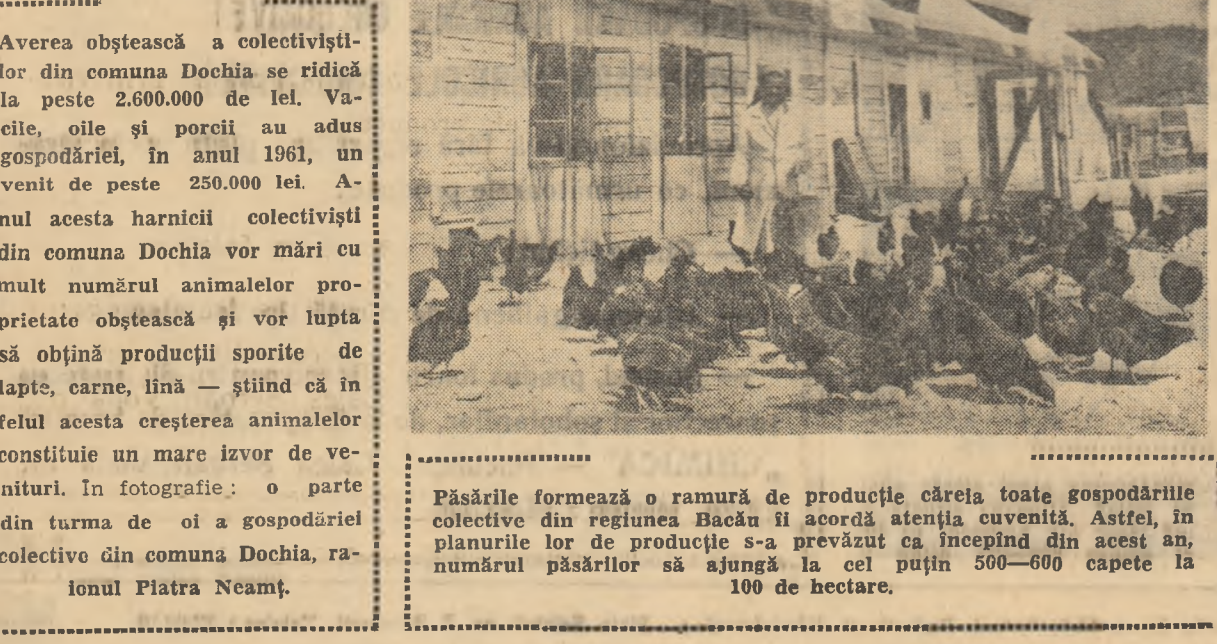 Averea obştească a colectivişti-
lor din comuna Dochia se ridică
la peste 2.600.000 de lei. Va-
cile, oile şi porcii au adus
gospodăriei, în anul 1961, un
venit de peste 250.000 lei. A-
nul acesta harnicii colectivişti
din comuna Dochia vor mări cu
mult numărul animalelor pro-
prietate obştească şi vor lupta
să obţină producţii sporite de
lapte, carne, lînă — ştiind că în
felul acesta creşterea animalelor
constituie un mare izvor de ve-
nituri. În fotografie : o parte
din turma de oi a gospodăriei
colective din comuna Dochia, ra-
ionul Piatra Neamţ.
Păsările formează o ramură de producţie căreia toate gospodăriile
colective din regiunea Bacău îi acordă atenţia cuvenită. Astfel, în
planurile lor de producţie s-a prevăzut ca începînd din acest an,
numărul păsărilor să ajungă la cel puţin 500—600 capete la
100 de hectare.